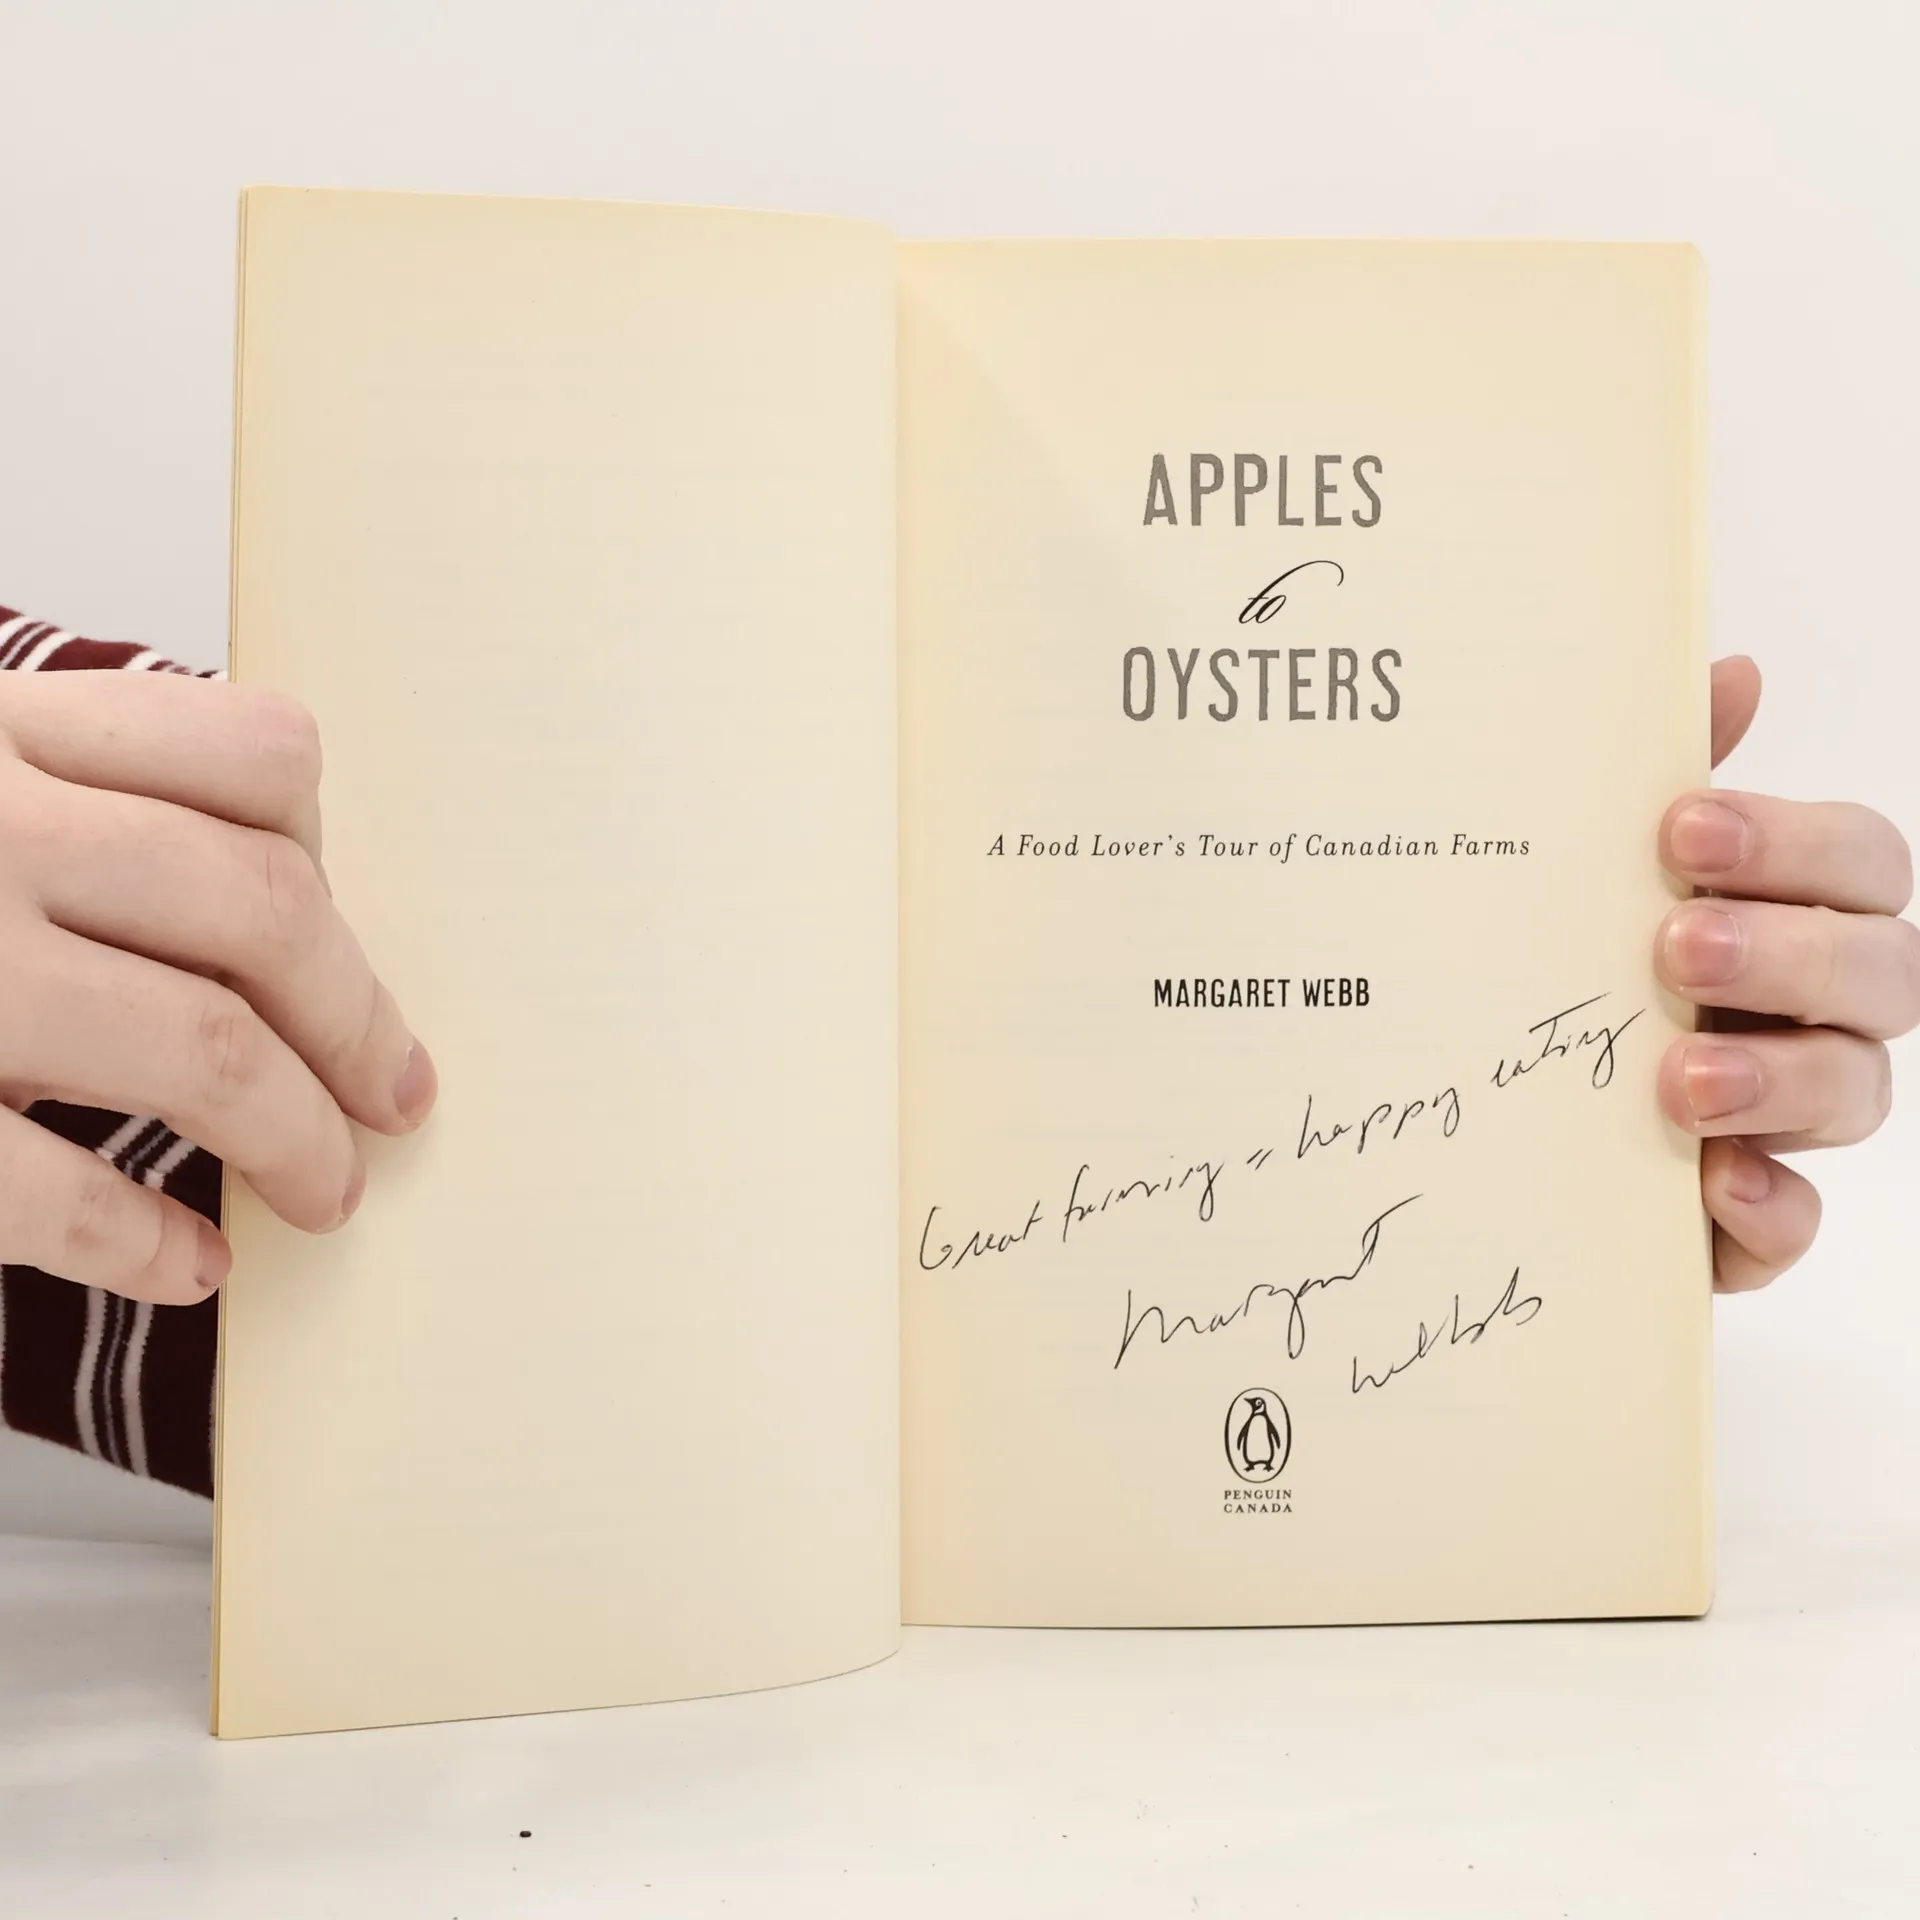 APPLES
to
OYSTERS
A Food Lover's Tour of Canadian Farms
MARGARET WEBB
Great farming = happy eating
Margaret
Webb
PENGUIN
CANADA